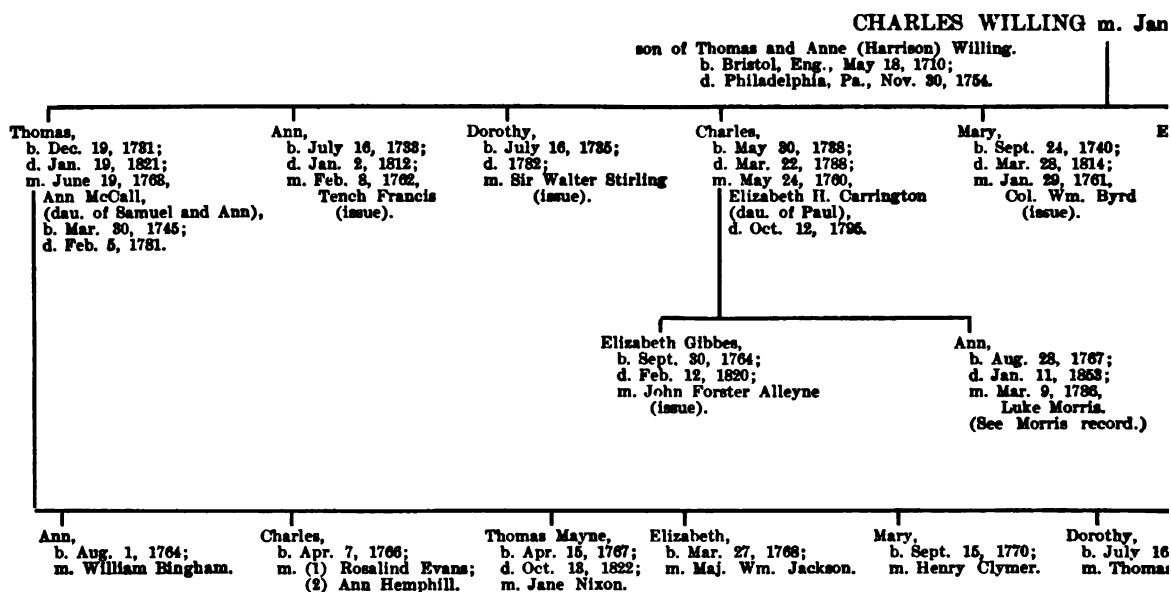 CHARLES WILLING m. Jan
son of Thomas and Anne (Harrison) Willing.
b. Bristol, Eng., May 18, 1710;
d. Philadelphia, Pa., Nov. 30, 1754.
Thomas,
b. Dec. 19, 1731;
d. Jan. 19, 1821;
m. June 19, 1763,
Ann McCall,
(dau. of Samuel and Ann),
b. Mar. 30, 1745;
d. Feb. 5, 1781.
Ann,
b. July 16, 1733;
d. Jan. 2, 1812;
m. Feb. 8, 1762,
Tench Francis
(issue).
Dorothy,
b. July 16, 1735;
d. 1782;
m. Sir Walter Stirling
(issue).
Charles,
b. May 30, 1738;
d. Mar. 22, 1788;
m. May 24, 1760,
Elizabeth H. Carrington
(dau. of Paul),
d. Oct. 12, 1795.
Mary,
b. Sept. 24, 1740;
d. Mar. 28, 1814;
m. Jan. 29, 1761,
Col. Wm. Byrd
(issue).
E
Elizabeth Gibbes,
b. Sept. 30, 1764;
d. Feb. 12, 1820;
m. John Forster Alleyne
(issue).
Ann,
b. Aug. 28, 1767;
d. Jan. 11, 1853;
m. Mar. 9, 1786,
Luke Morris.
(See Morris record.)
Ann,
b. Aug. 1, 1764;
m. William Bingham.
Charles,
b. Apr. 7, 1766;
m. (1) Rosalind Evans;
(2) Ann Hemphill.
Thomas Mayne,
b. Apr. 15, 1767;
d. Oct. 13, 1822;
m. Jane Nixon.
Elizabeth,
b. Mar. 27, 1768;
m. Maj. Wm. Jackson.
Mary,
b. Sept. 15, 1770;
m. Henry Clymer.
Dorothy,
b. July 16
m. Thomas